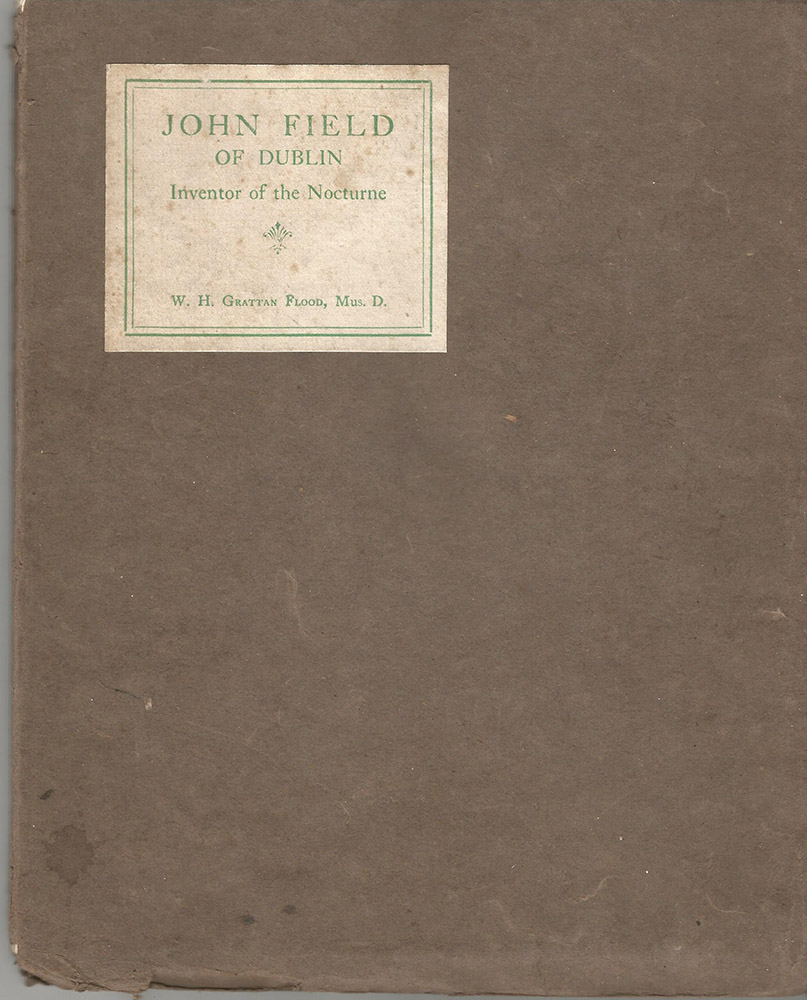 JOHN FIELD
OF DUBLIN
Inventor of the Nocturne
W. H. Grattan Flood, Mus. D.